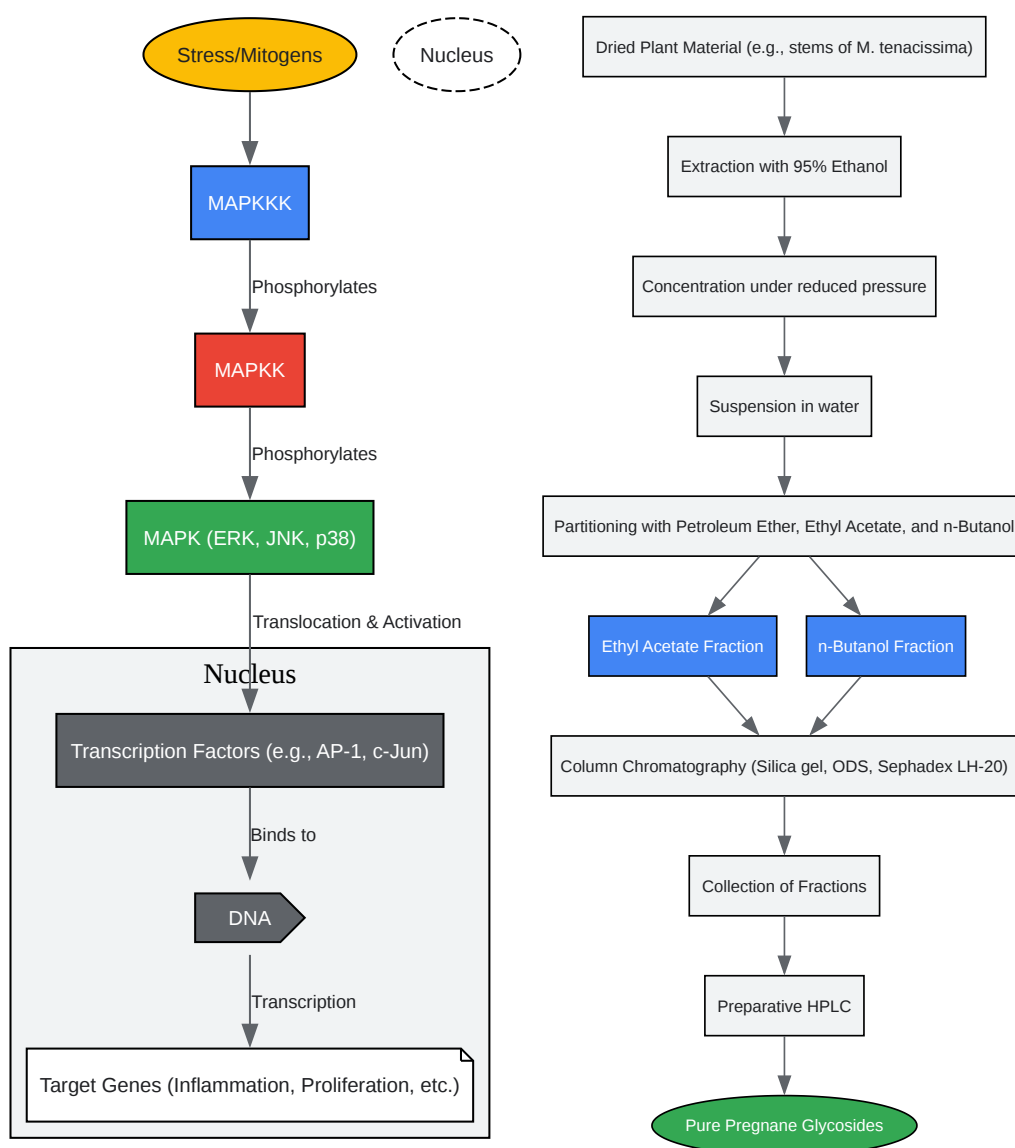 Stress/Mitogens
Nucleus
MAPKKK
Phosphorylates
MAPKK
Phosphorylates
MAPK (ERK, JNK, p38)
Translocation & Activation
Nucleus
Transcription Factors (e.g., AP-1, c-Jun)
Binds to
DNA
Transcription
Target Genes (Inflammation, Proliferation, etc.)
Dried Plant Material (e.g., stems of M. tenacissima)
Extraction with 95% Ethanol
Concentration under reduced pressure
Suspension in water
Partitioning with Petroleum Ether, Ethyl Acetate, and n-Butanol
Ethyl Acetate Fraction
n-Butanol Fraction
Column Chromatography (Silica gel, ODS, Sephadex LH-20)
Collection of Fractions
Preparative HPLC
Pure Pregnane Glycosides